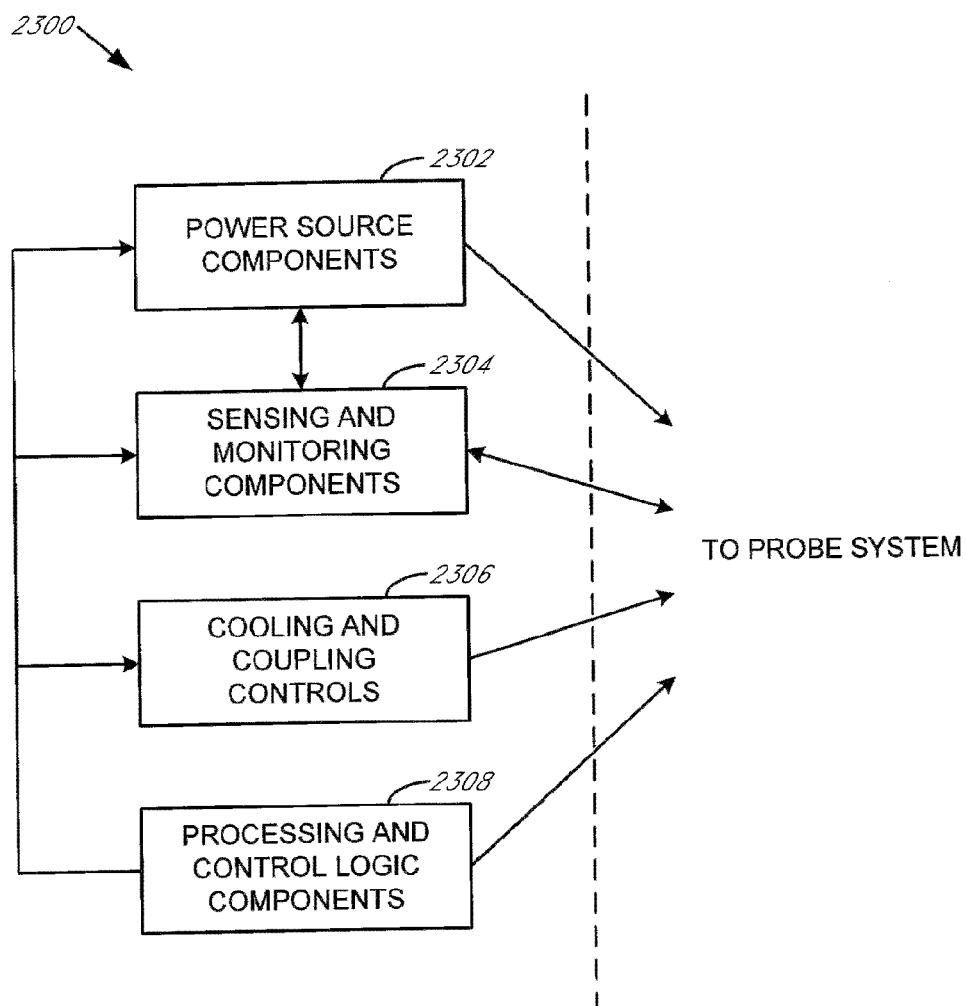 2300
2302
POWER SOURCE
COMPONENTS
2304
SENSING AND
MONITORING
COMPONENTS
TO PROBE SYSTEM
2306
COOLING AND
COUPLING
CONTROLS
2308
PROCESSING AND
CONTROL LOGIC
COMPONENTS